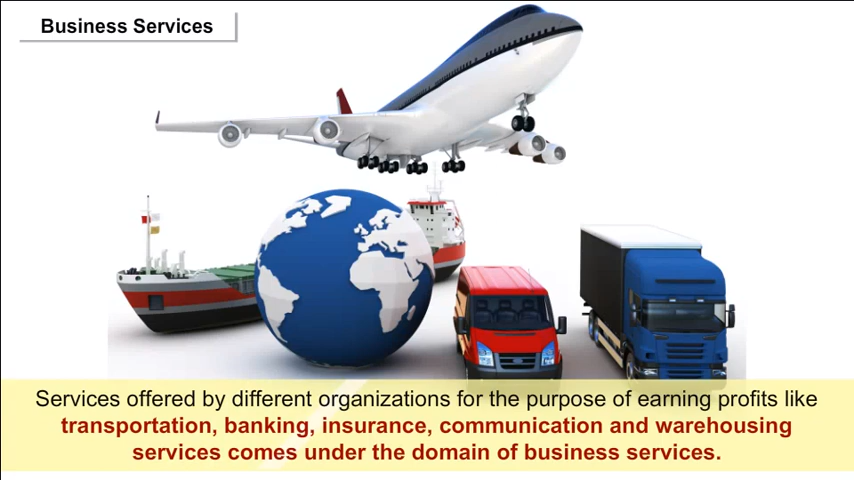 Business Services
Services offered by different organizations for the purpose of earning profits like
transportation, banking, insurance, communication and warehousing
services comes under the domain of business services.